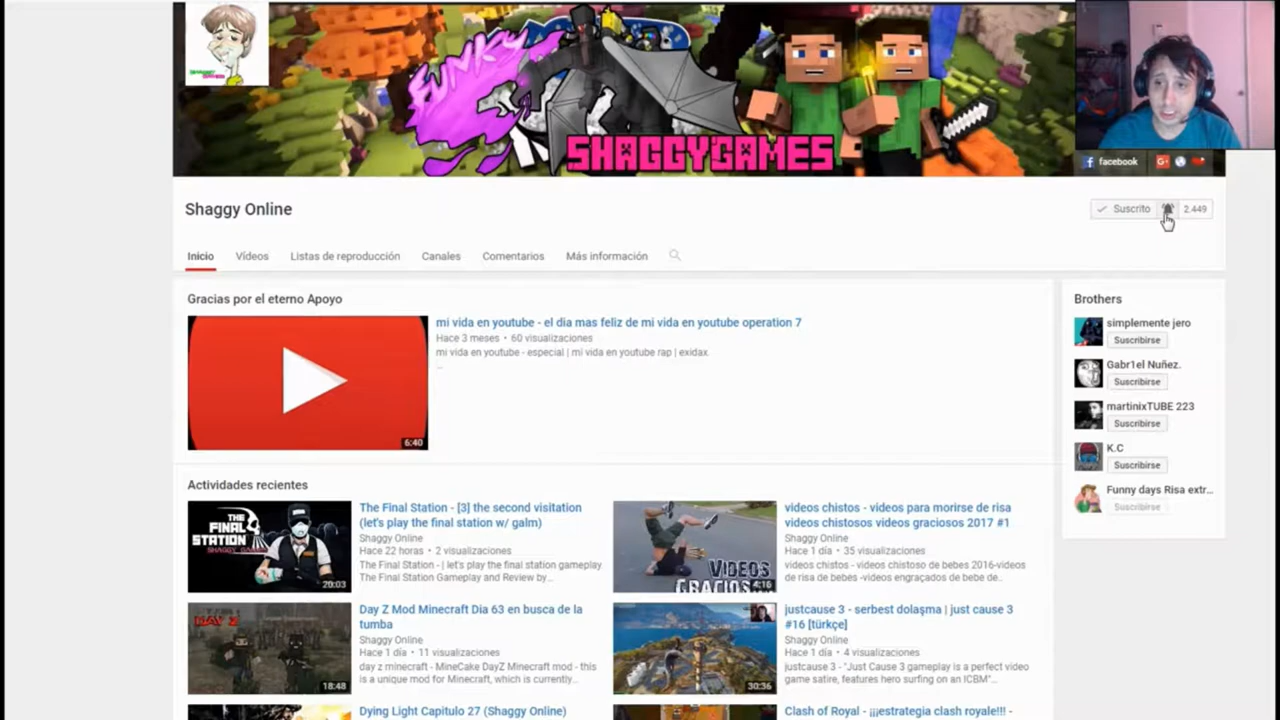 SHAGGYGAMES
facebook
Shaggy Online
Suscrito
2.449
Inicio
Vídeos
Listas de reproducción
Canales
Comentarios
Más información
Gracias por el eterno Apoyo
mi vida en youtube - el dia mas feliz de mi vida en youtube operation 7
Hace 3 meses • 60 visualizaciones
mi vida en youtube - especial | mi vida en youtube rap | exidax.
...
6:40
Brothers
simplemente jero
Suscribirse
Gabr1el Nuñez.
Suscribirse
martinixTUBE 223
Suscribirse
K.C
Suscribirse
Funny days Risa extr...
Suscribirse
Actividades recientes
THE FINAL STATION
20:03
The Final Station - [3] the second visitation
(let's play the final station w/ galm)
Shaggy Online
Hace 22 horas • 2 visualizaciones
The Final Station - | let's play the final station gameplay
The Final Station Gameplay and Review by...
VIDEOS
GRACIOS
4:16
videos chistos - videos para morirse de risa
videos chistosos videos graciosos 2017 #1
Shaggy Online
Hace 1 día • 35 visualizaciones
videos chistos - videos chistoso de bebes 2016-videos
de risa de bebes -videos engraçados de bebe de...
DAY Z
18:48
Day Z Mod Minecraft Dia 63 en busca de la
tumba
Shaggy Online
Hace 1 día • 11 visualizaciones
day z minecraft - MineCake DayZ Minecraft mod - this
is a unique mod for Minecraft, which is currently...
30:36
justcause 3 - serbest dolaşma | just cause 3
#16 [türkçe]
Shaggy Online
Hace 1 día • 4 visualizaciones
justcause 3 - "Just Cause 3 gameplay is a perfect video
game satire, features hero surfing on an ICBM"...
Dying Light Capitulo 27 (Shaggy Online)
Clash of Royal - ¡¡¡estrategia clash royale!!! -